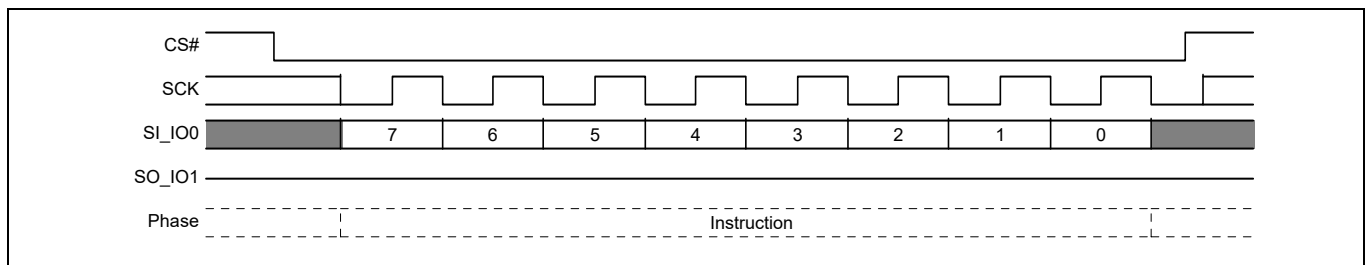 CS#
SCK
SI_IO0 7 6 5 4 3 2 1 0
SO_IO1
Phase Instruction